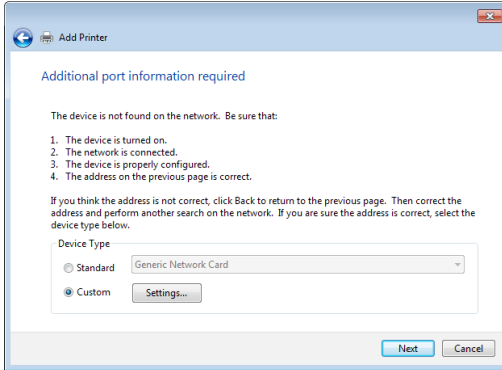 Add Printer
Additional port information required
The device is not found on the network. Be sure that:
1. The device is turned on.
2. The network is connected.
3. The device is properly configured.
4. The address on the previous page is correct.
If you think the address is not correct, click Back to return to the previous page. Then correct the
address and perform another search on the network. If you are sure the address is correct, select the
device type below.
Device Type
Standard Generic Network Card
Custom Settings...
Next Cancel